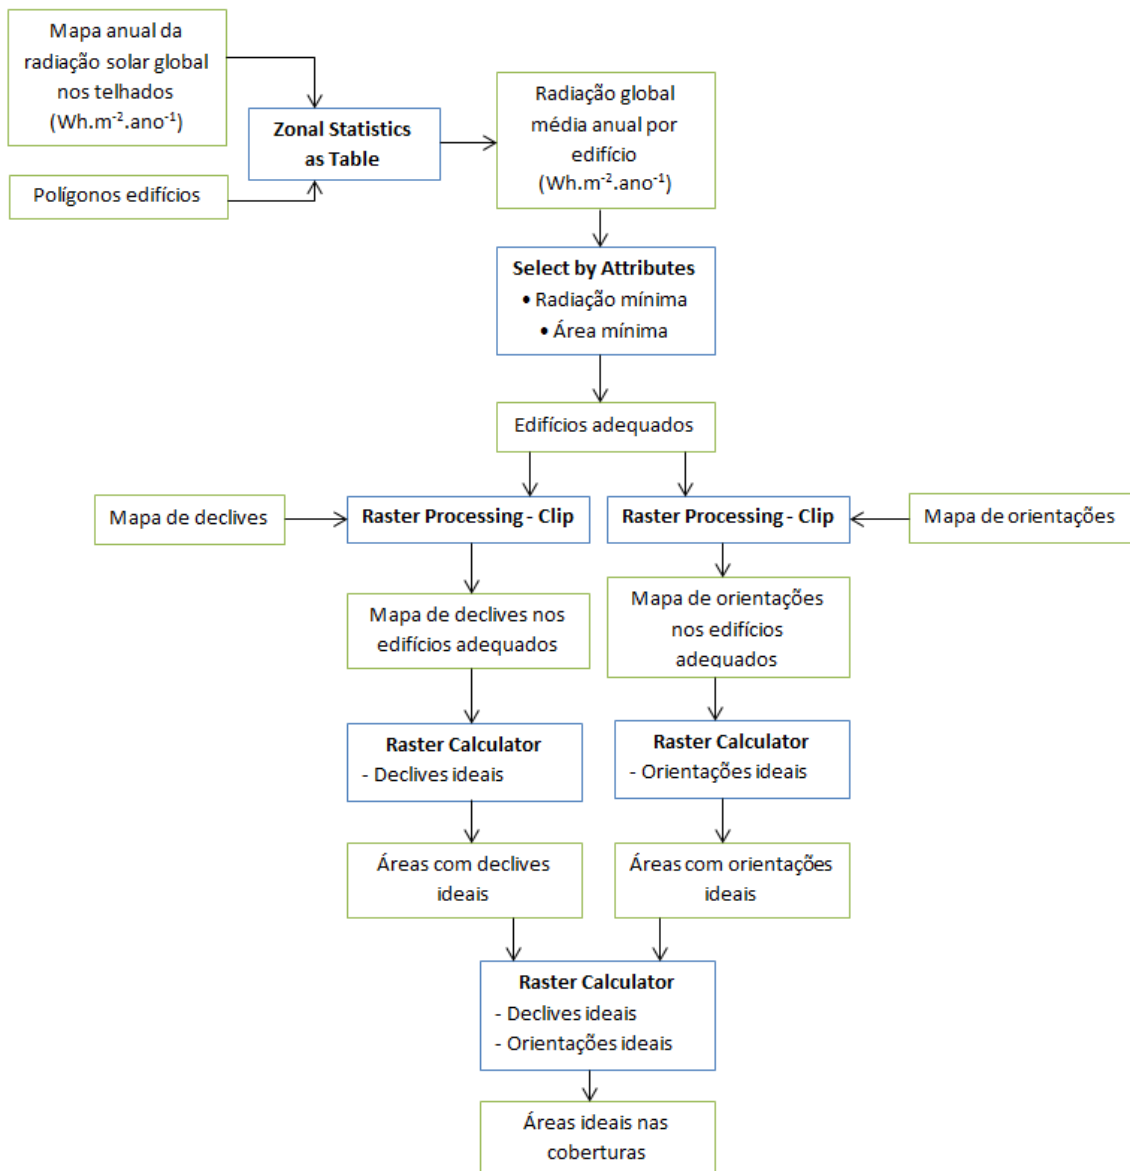 Mapa anual da
radiação solar global
nos telhados
(Wh.m⁻².ano⁻¹)
Polígonos edifícios
Zonal Statistics
as Table
Radiação global
média anual por
edifício
(Wh.m⁻².ano⁻¹)
Select by Attributes
• Radiação mínima
• Área mínima
Edifícios adequados
Mapa de declives
Raster Processing - Clip
Raster Processing - Clip
Mapa de orientações
Mapa de declives nos
edifícios adequados
Mapa de orientações
nos edifícios
adequados
Raster Calculator
- Declives ideais
Raster Calculator
- Orientações ideais
Áreas com declives
ideais
Áreas com orientações
ideais
Raster Calculator
- Declives ideais
- Orientações ideais
Áreas ideais nas
coberturas